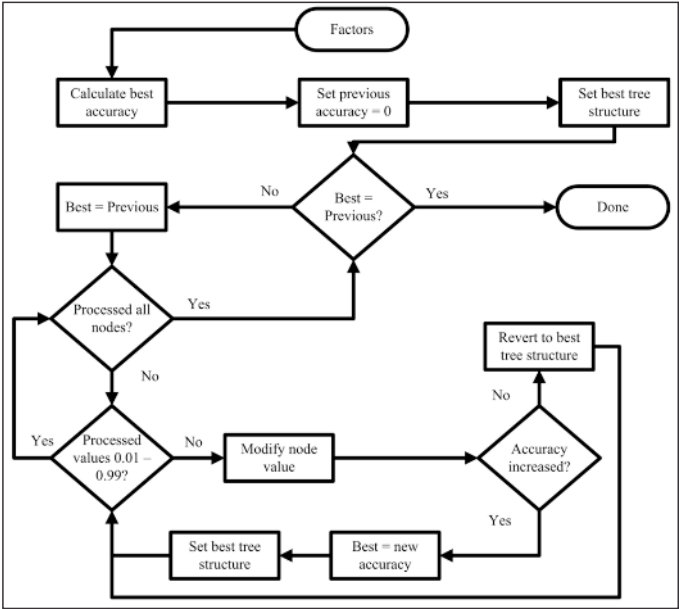 Factors
Calculate best
accuracy
Set previous
accuracy = 0
Set best tree
structure
Best =
Previous?
No
Yes
Best = Previous
Done
Processed all
nodes?
Yes
No
Revert to best
tree structure
No
Processed
values 0.01 –
0.99?
Yes
No
Modify node
value
Accuracy
increased?
Yes
Best = new
accuracy
Set best tree
structure